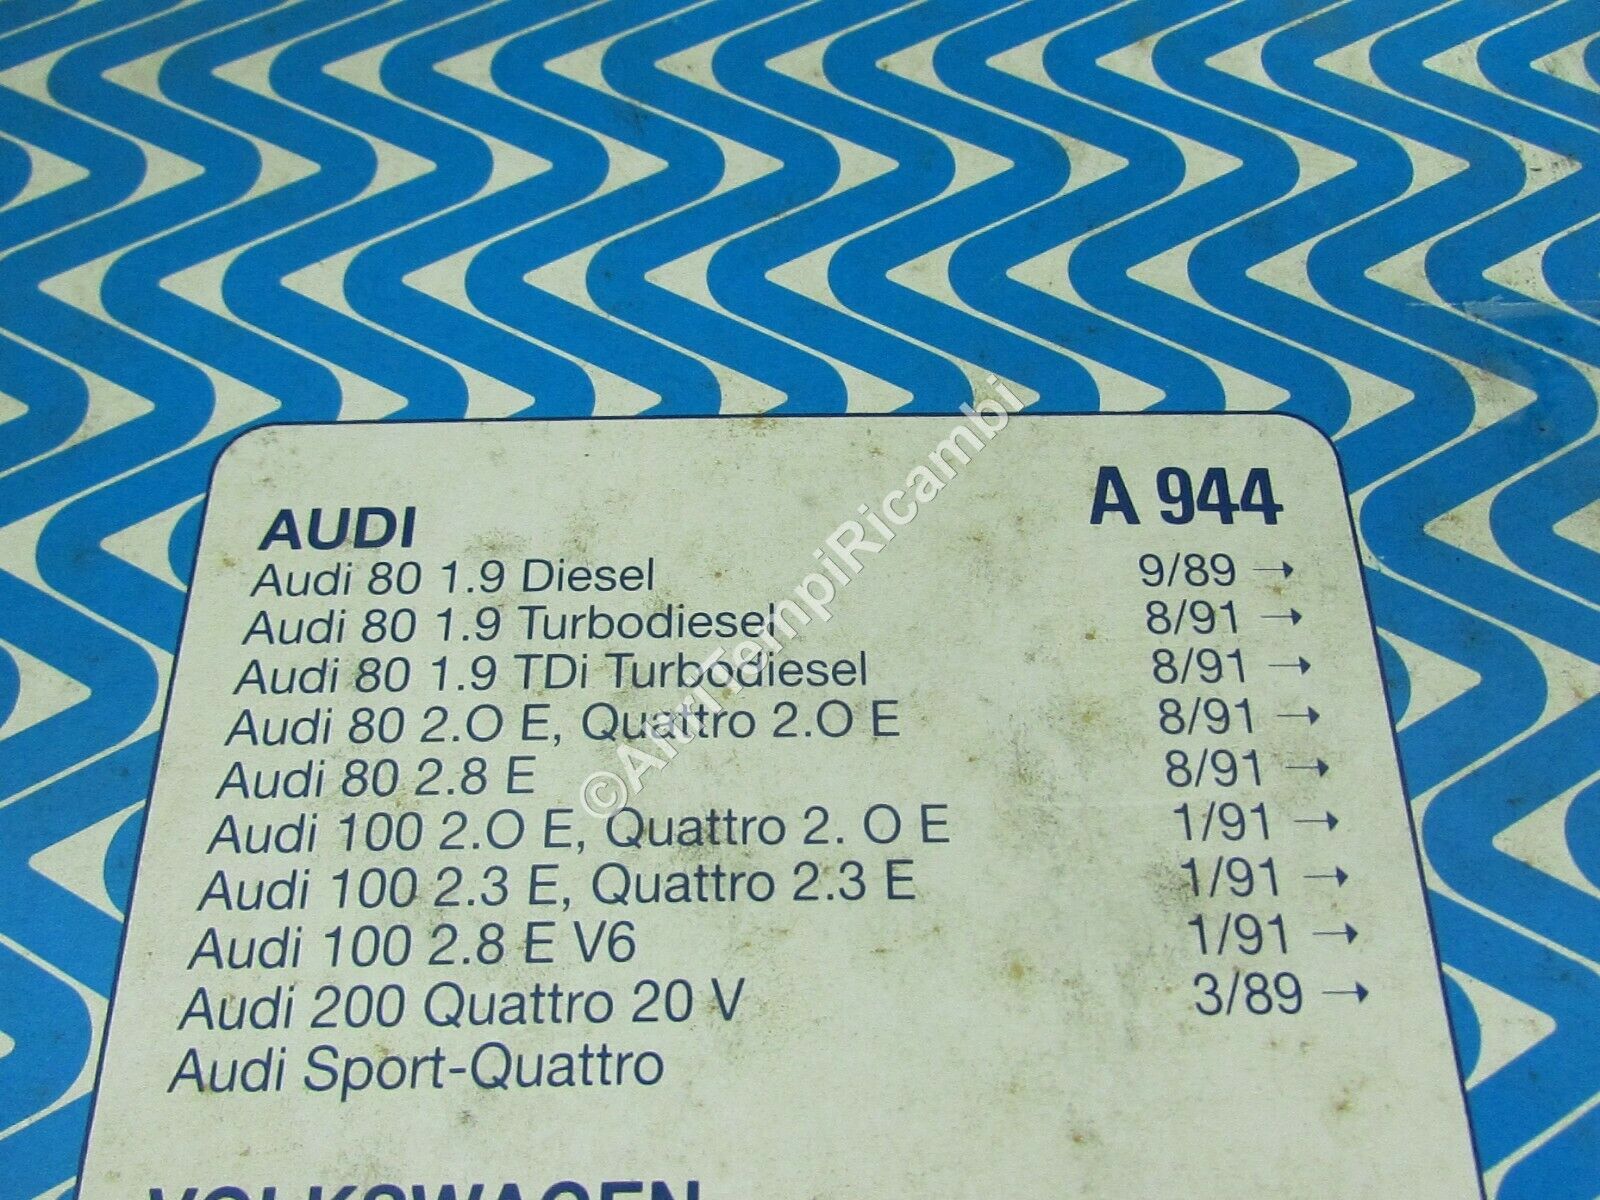 AUDI A 944
Audi 80 1.9 Diesel 9/89 →
Audi 80 1.9 Turbodiesel 8/91 →
Audi 80 1.9 TDi Turbodiesel 8/91 →
Audi 80 2.O E, Quattro 2.O E 8/91 →
Audi 80 2.8 E 8/91 →
Audi 100 2.O E, Quattro 2. O E 1/91 →
Audi 100 2.3 E, Quattro 2.3 E 1/91 →
Audi 100 2.8 E V6 1/91 →
Audi 200 Quattro 20 V 3/89 →
Audi Sport-Quattro
VOLKSWAGEN
©AltriTempiRicambi